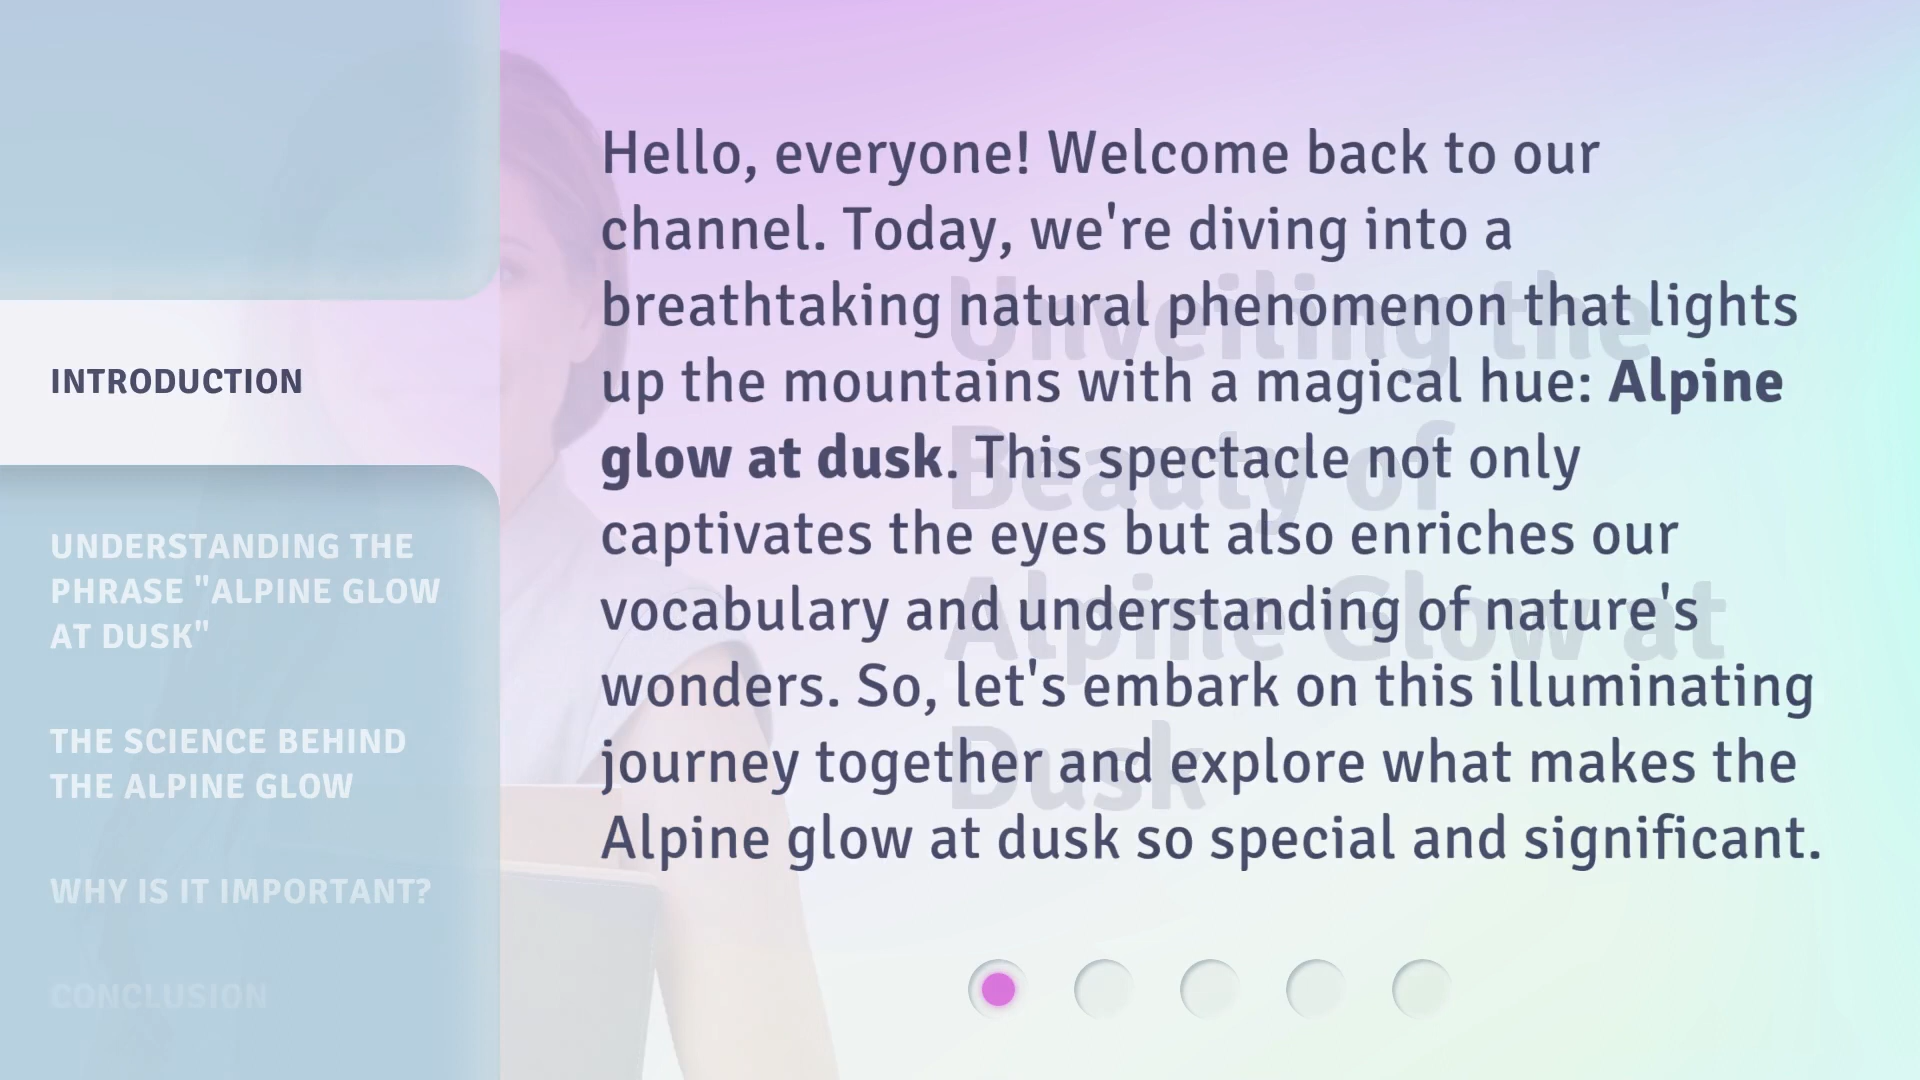 INTRODUCTION
UNDERSTANDING THE
PHRASE "ALPINE GLOW
AT DUSK"
THE SCIENCE BEHIND
THE ALPINE GLOW
WHY IS IT IMPORTANT?
CONCLUSION
Hello, everyone! Welcome back to our
channel. Today, we're diving into a
breathtaking natural phenomenon that lights
up the mountains with a magical hue: Alpine
glow at dusk. This spectacle not only
captivates the eyes but also enriches our
vocabulary and understanding of nature's
wonders. So, let's embark on this illuminating
journey together and explore what makes the
Alpine glow at dusk so special and significant.
Unveiling the
Beauty of
Alpine Glow at
Dusk